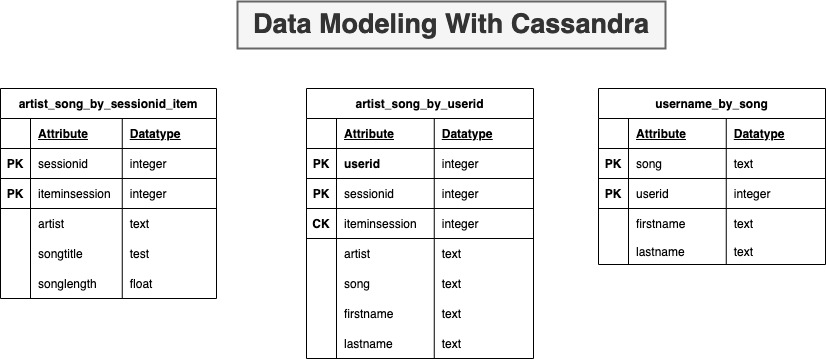 Data Modeling With Cassandra
artist_song_by_sessionid_item
Attribute Datatype
PK sessionid integer
PK iteminsession integer
artist text
songtitle test
songlength float
artist_song_by_userid
Attribute Datatype
PK userid integer
PK sessionid integer
CK iteminsession integer
artist text
song text
firstname text
lastname text
username_by_song
Attribute Datatype
PK song text
PK userid integer
firstname text
lastname text